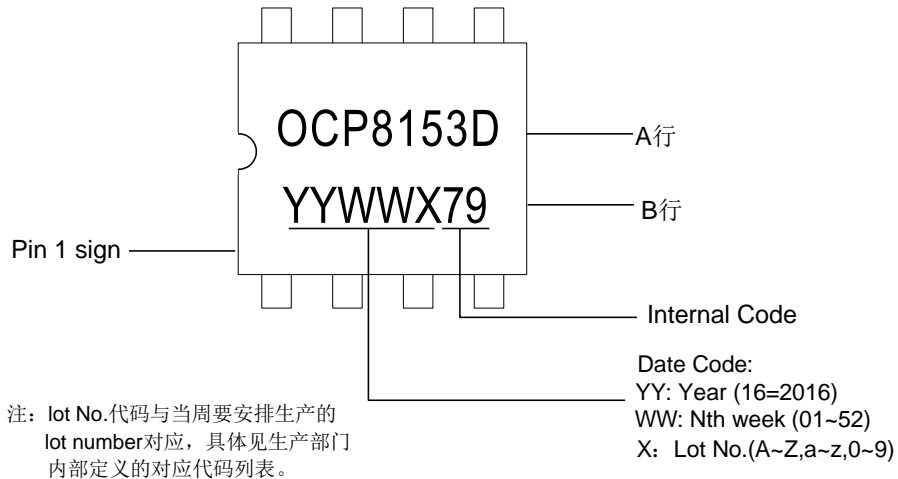 OCP8153D
A行
YYWWX79
B行
Pin 1 sign
Internal Code
Date Code:
YY: Year (16=2016)
WW: Nth week (01~52)
X：Lot No.(A~Z,a~z,0~9)
注：lot No.代码与当周要安排生产的
lot number对应，具体见生产部门
内部定义的对应代码列表。